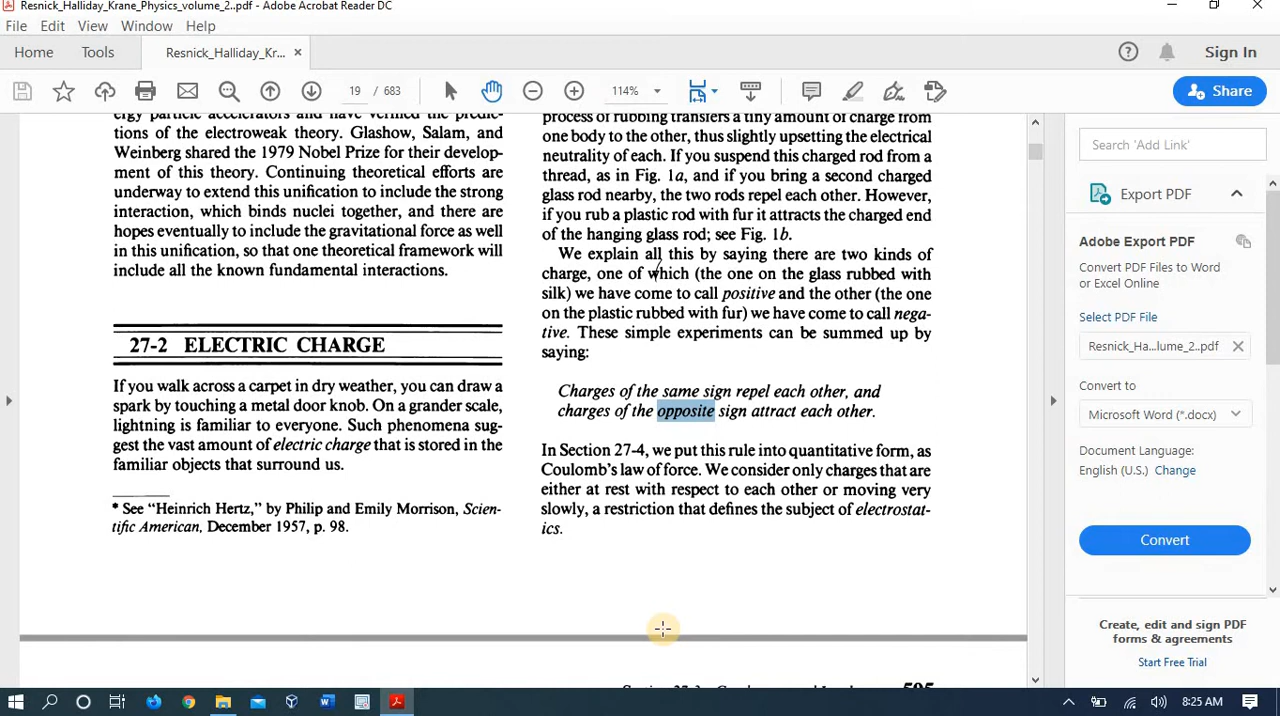 Resnick_Halliday_Krane_Physics_volume_2..pdf - Adobe Acrobat Reader DC
File Edit View Window Help
Home Tools Resnick_Halliday_Kr... × Sign In
19 / 683 114% Share
ergy particle accelerators and have verified the predic-
tions of the electroweak theory. Glashow, Salam, and
Weinberg shared the 1979 Nobel Prize for their develop-
ment of this theory. Continuing theoretical efforts are
underway to extend this unification to include the strong
interaction, which binds nuclei together, and there are
hopes eventually to include the gravitational force as well
in this unification, so that one theoretical framework will
include all the known fundamental interactions.
27-2 ELECTRIC CHARGE
If you walk across a carpet in dry weather, you can draw a
spark by touching a metal door knob. On a grander scale,
lightning is familiar to everyone. Such phenomena sug-
gest the vast amount of electric charge that is stored in the
familiar objects that surround us.
* See "Heinrich Hertz," by Philip and Emily Morrison, Scien-
tific American, December 1957, p. 98.
process of rubbing transfers a tiny amount of charge from
one body to the other, thus slightly upsetting the electrical
neutrality of each. If you suspend this charged rod from a
thread, as in Fig. 1a, and if you bring a second charged
glass rod nearby, the two rods repel each other. However,
if you rub a plastic rod with fur it attracts the charged end
of the hanging glass rod; see Fig. 1b.
We explain all this by saying there are two kinds of
charge, one of which (the one on the glass rubbed with
silk) we have come to call positive and the other (the one
on the plastic rubbed with fur) we have come to call nega-
tive. These simple experiments can be summed up by
saying:
Charges of the same sign repel each other, and
charges of the opposite sign attract each other.
In Section 27-4, we put this rule into quantitative form, as
Coulomb's law of force. We consider only charges that are
either at rest with respect to each other or moving very
slowly, a restriction that defines the subject of electrostat-
ics.
595
Search 'Add Link'
Export PDF
Adobe Export PDF
Convert PDF Files to Word
or Excel Online
Select PDF File
Resnick_Ha...lume_2..pdf ×
Convert to
Microsoft Word (*.docx)
Document Language:
English (U.S.) Change
Convert
Create, edit and sign PDF
forms & agreements
Start Free Trial
8:25 AM